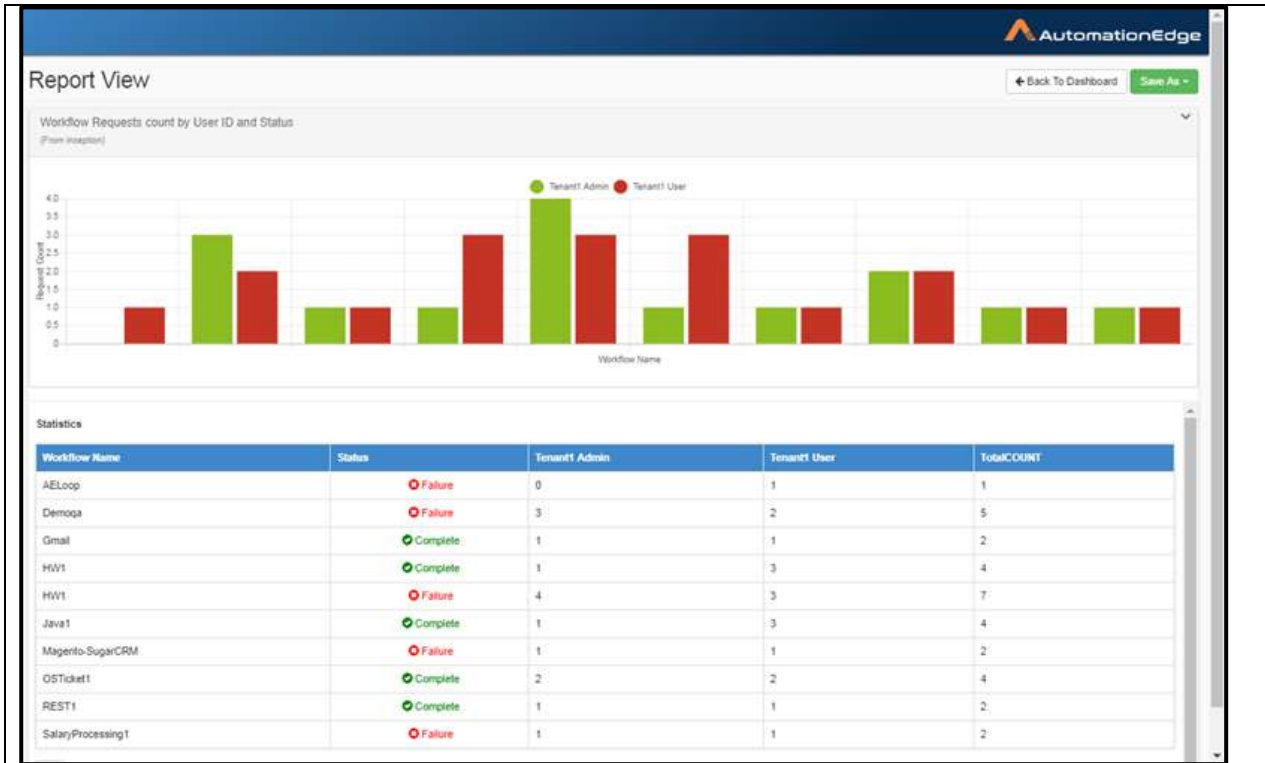 AutomationEdge
Report View
Back To Dashboard
Save As
Workflow Requests count by User ID and Status
(From inception)
Tenant1 Admin Tenant1 User
4.0
3.5
3.0
2.5
2.0
1.5
1.0
0.5
0
Request Count
Workflow Name
Statistics
Workflow Name Status Tenant1 Admin Tenant1 User TotalCOUNT
AELoop Failure 0 1 1
Demoqa Failure 3 2 5
Gmail Complete 1 1 2
HW1 Complete 1 3 4
HW1 Failure 4 3 7
Java1 Complete 1 3 4
Magento-SugarCRM Failure 1 1 2
OSTicket1 Complete 2 2 4
REST1 Complete 1 1 2
SalaryProcessing1 Failure 1 1 2